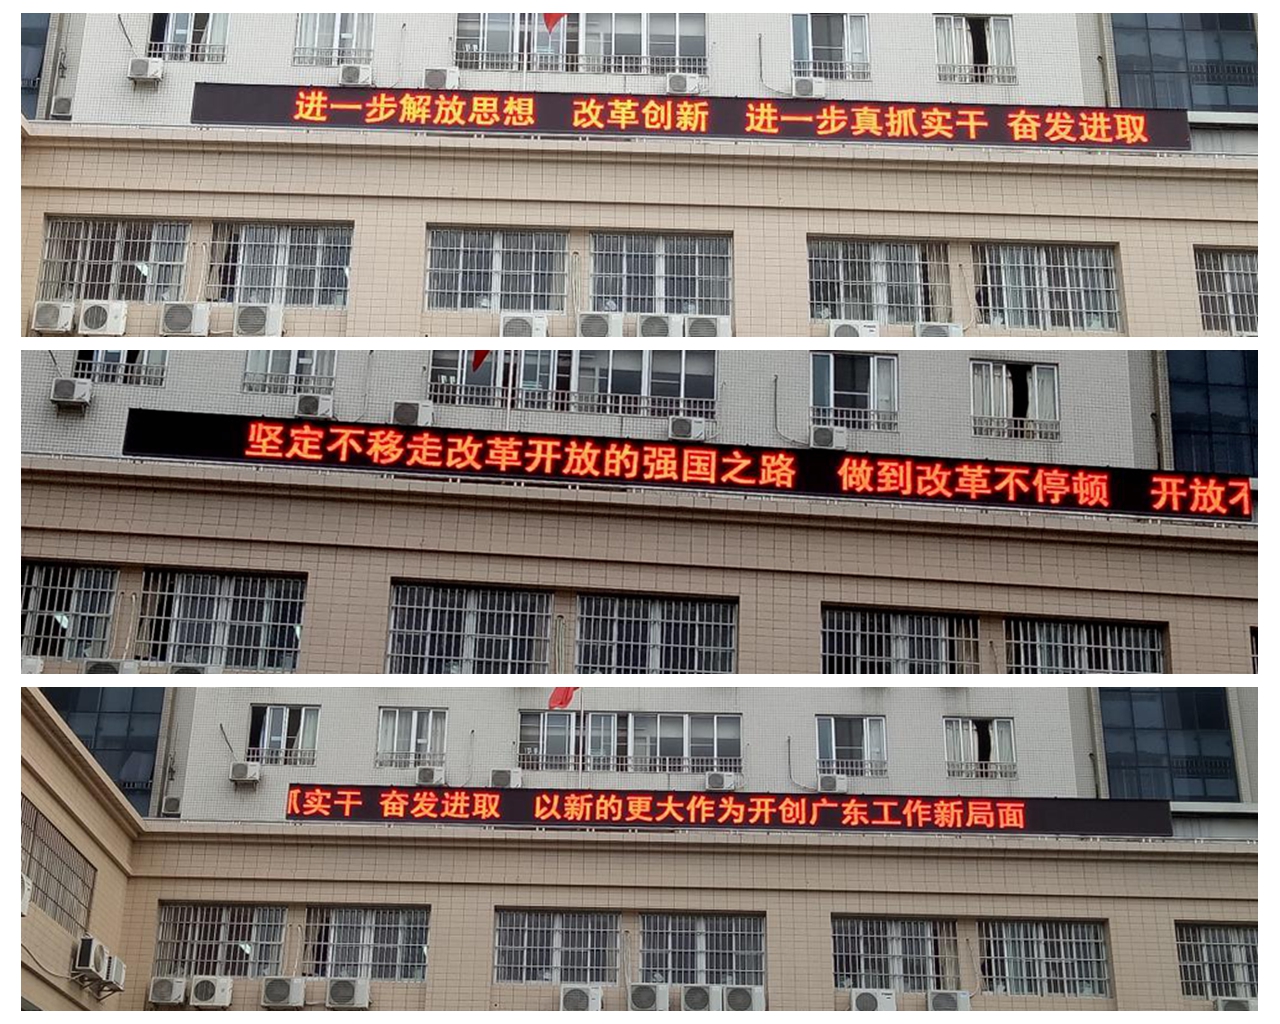 进一步解放思想 改革创新 进一步真抓实干 奋发进取
坚定不移走改革开放的强国之路 做到改革不停顿 开放不
抓实干 奋发进取 以新的更大作为开创广东工作新局面